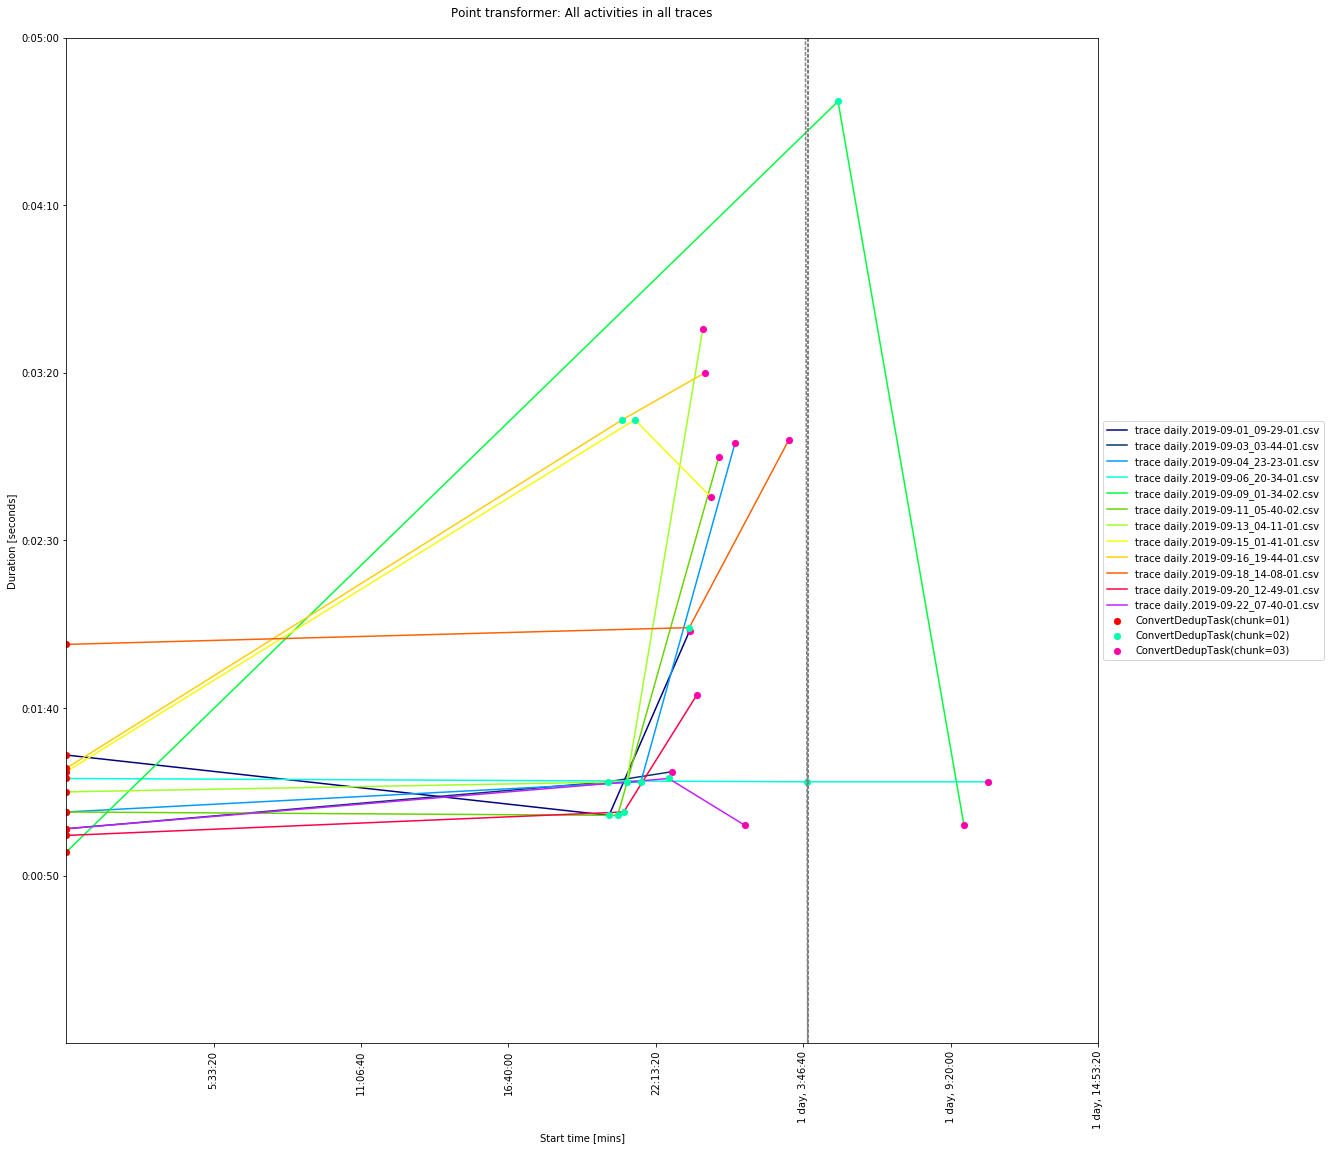 Point transformer: All activities in all traces
0:05:00
0:04:10
0:03:20
0:02:30
0:01:40
0:00:50
Duration [seconds]
5:33:20
11:06:40
16:40:00
22:13:20
1 day, 3:46:40
1 day, 9:20:00
1 day, 14:53:20
Start time [mins]
trace daily.2019-09-01_09-29-01.csv
trace daily.2019-09-03_03-44-01.csv
trace daily.2019-09-04_23-23-01.csv
trace daily.2019-09-06_20-34-01.csv
trace daily.2019-09-09_01-34-02.csv
trace daily.2019-09-11_05-40-02.csv
trace daily.2019-09-13_04-11-01.csv
trace daily.2019-09-15_01-41-01.csv
trace daily.2019-09-16_19-44-01.csv
trace daily.2019-09-18_14-08-01.csv
trace daily.2019-09-20_12-49-01.csv
trace daily.2019-09-22_07-40-01.csv
ConvertDedupTask(chunk=01)
ConvertDedupTask(chunk=02)
ConvertDedupTask(chunk=03)